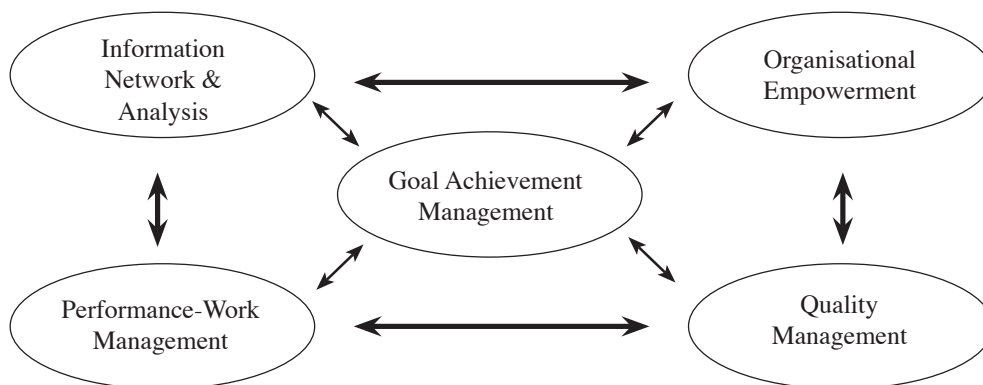 Information
Network &
Analysis
Organisational
Empowerment
Goal Achievement
Management
Performance-Work
Management
Quality
Management